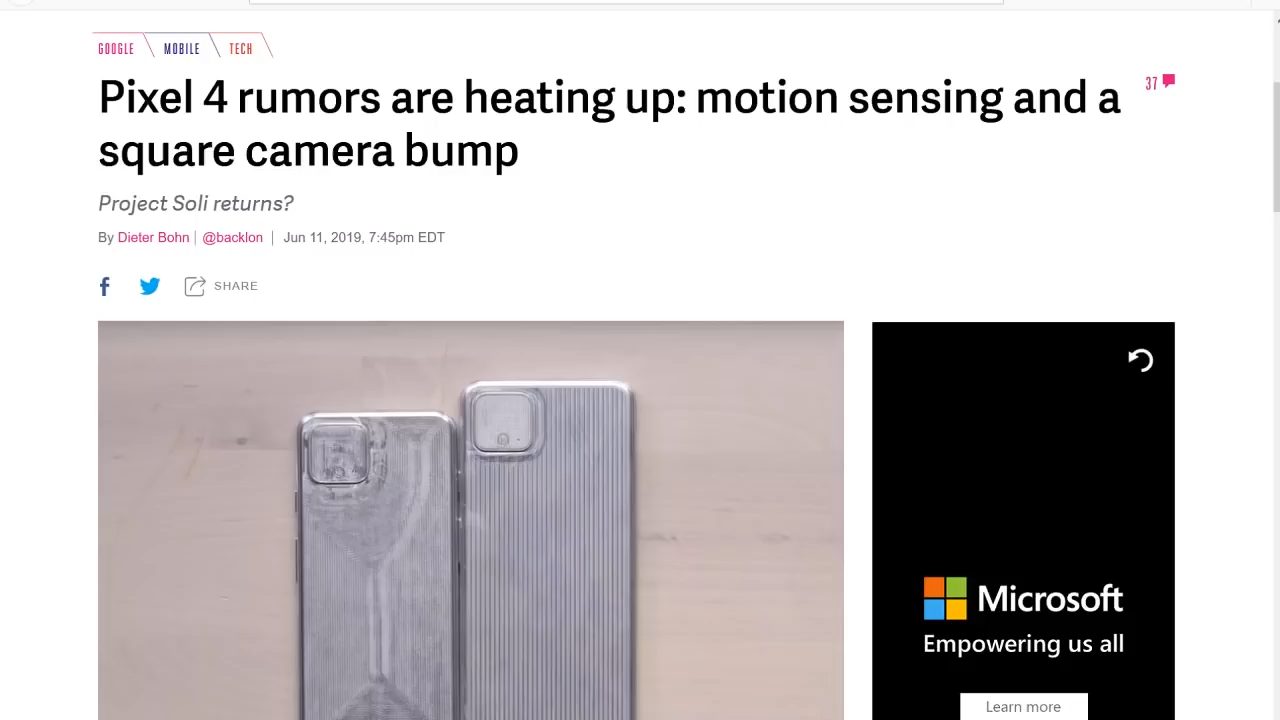 GOOGLE MOBILE TECH
Pixel 4 rumors are heating up: motion sensing and a
square camera bump
37
Project Soli returns?
By Dieter Bohn | @backlon | Jun 11, 2019, 7:45pm EDT
SHARE
Microsoft
Empowering us all
Learn more